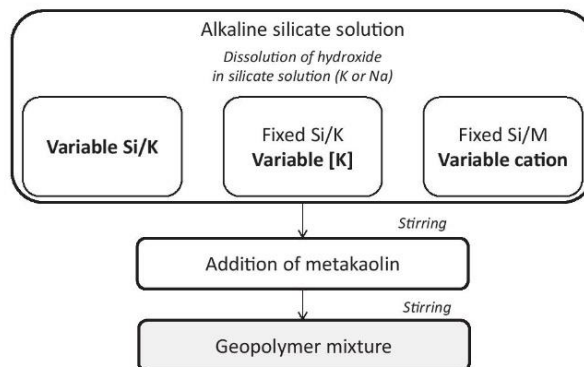 Alkaline silicate solution
Dissolution of hydroxide
in silicate solution (K or Na)
Variable Si/K
Fixed Si/K
Variable [K]
Fixed Si/M
Variable cation
Stirring
Addition of metakaolin
Stirring
Geopolymer mixture